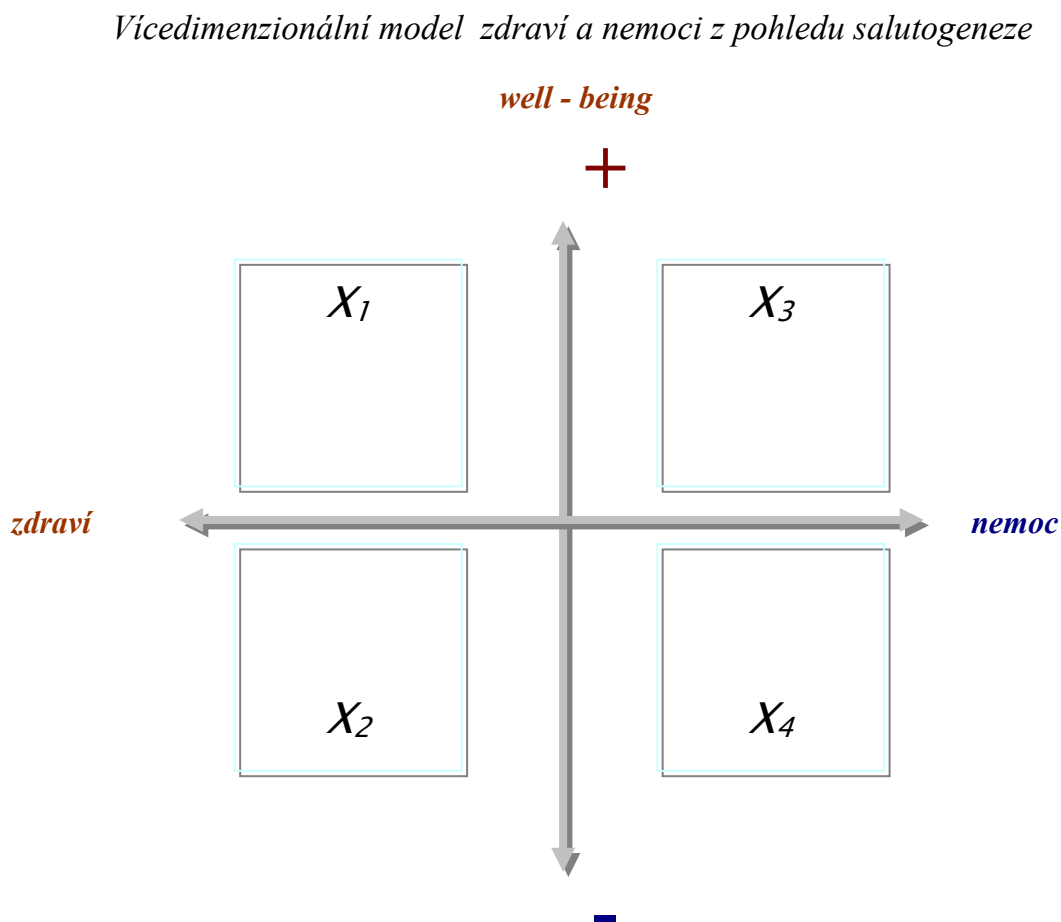 Vícedimenzionální model zdraví a nemoci z pohledu salutogeneze
well - being
+
X1 X3
zdraví nemoc
X2 X4
-